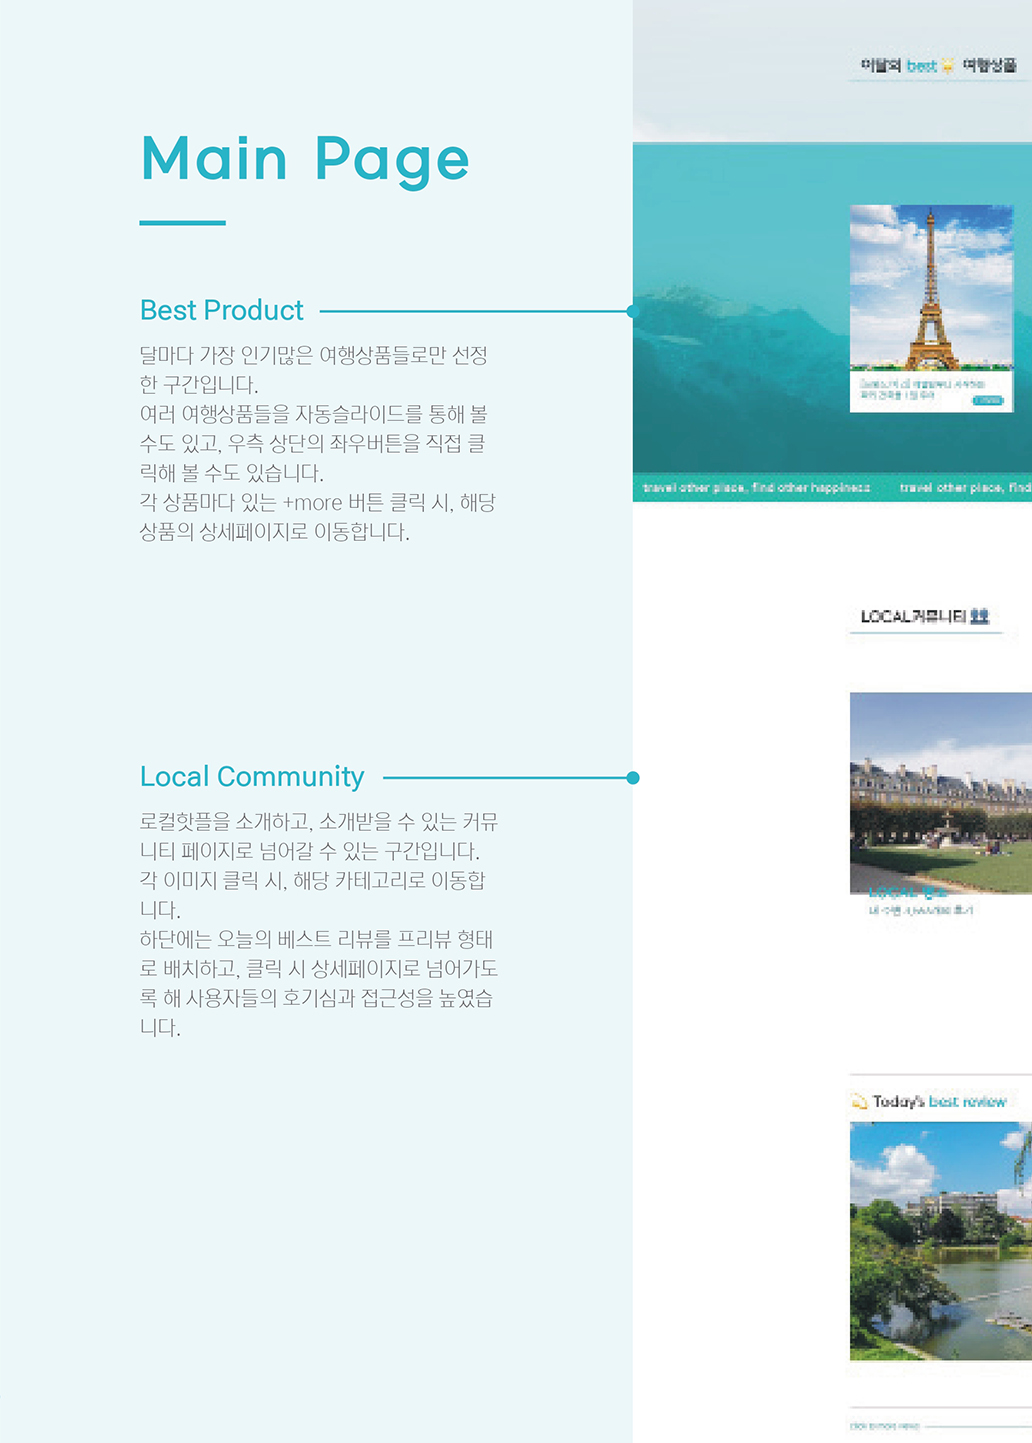 Main Page
Best Product
달마다 가장 인기많은 여행상품들로만 선정
한 구간입니다.
여러 여행상품들을 자동슬라이드를 통해 볼
수도 있고, 우측 상단의 좌우버튼을 직접 클
릭해 볼 수도 있습니다.
각 상품마다 있는 +more 버튼 클릭 시, 해당
상품의 상세페이지로 이동합니다.
Local Community
로컬핫플을 소개하고, 소개받을 수 있는 커뮤
니티 페이지로 넘어갈 수 있는 구간입니다.
각 이미지 클릭 시, 해당 카테고리로 이동합
니다.
하단에는 오늘의 베스트 리뷰를 프리뷰 형태
로 배치하고, 클릭 시 상세페이지로 넘어가도
록 해 사용자들의 호기심과 접근성을 높였습
니다.
이달의 best 여행상품
travel other place, find other happiness travel other place, find
LOCAL커뮤니티
LOCAL 명소
Today's best review